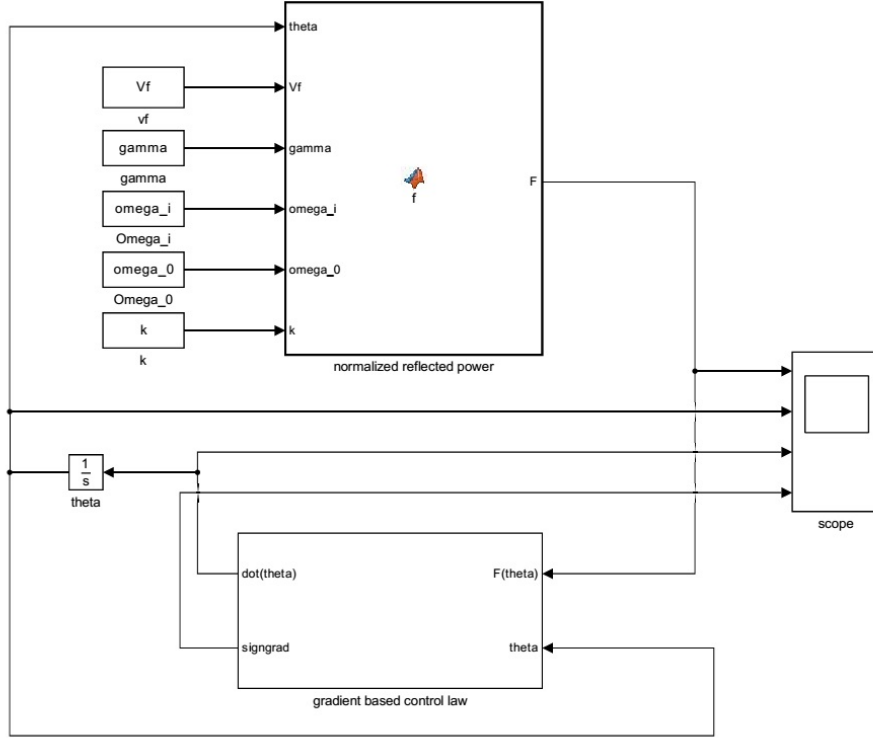 theta
Vf
Vf
vf
gamma
gamma
gamma
omega_i
omega_i
Omega_i
omega_0
omega_0
Omega_0
k
k
k
F
f
normalized reflected power
1
s
theta
scope
dot(theta)
F(theta)
signgrad
theta
gradient based control law